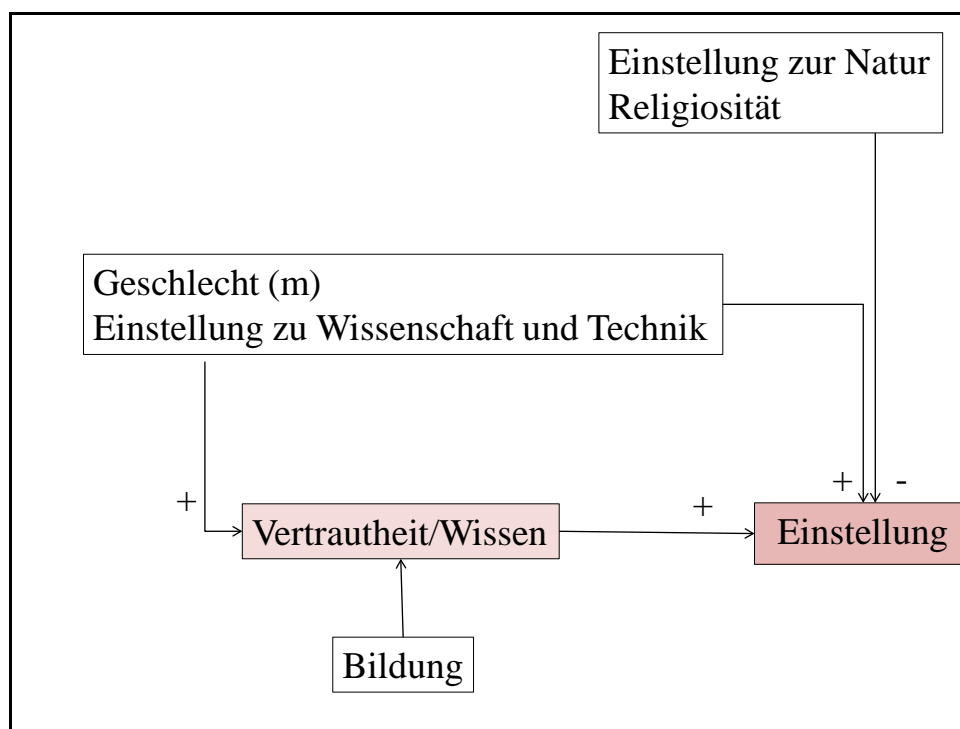 Einstellung zur Natur
Religiosität
Geschlecht (m)
Einstellung zu Wissenschaft und Technik
+
+
+ -
Vertrautheit/Wissen
Einstellung
Bildung